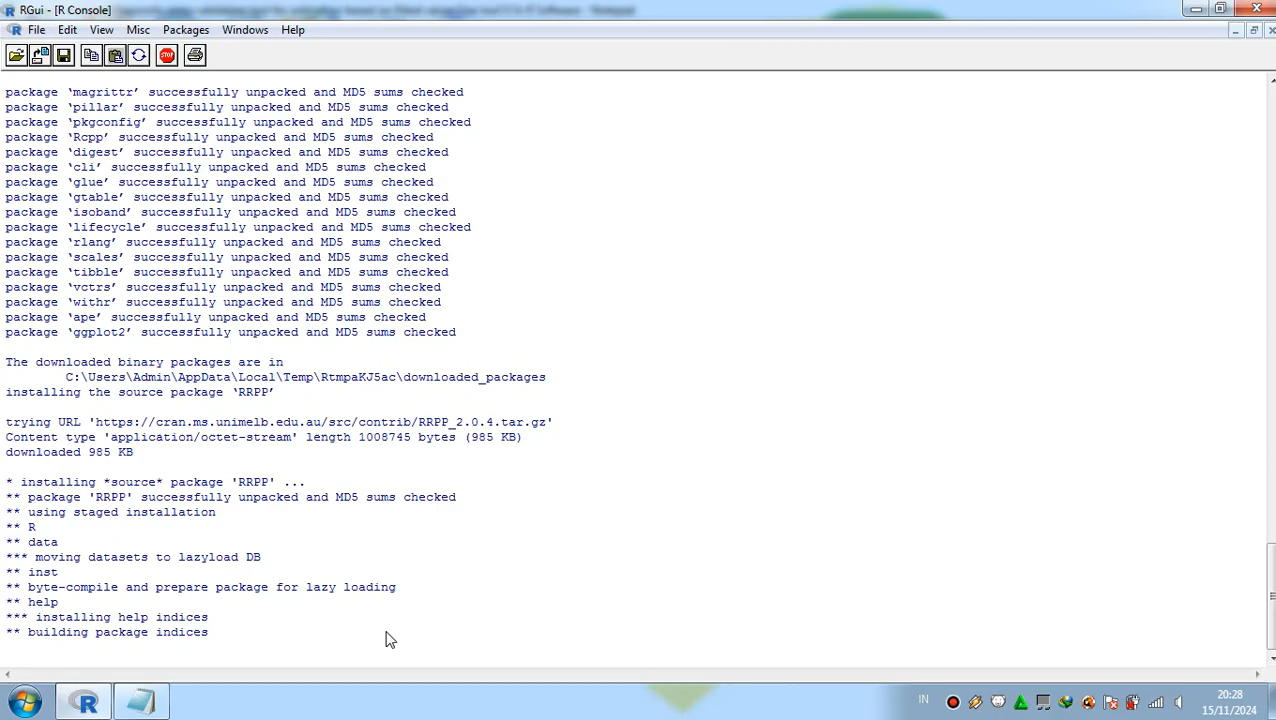 RGui - [R Console]
File Edit View Misc Packages Windows Help
STOP
package ‘magrittr’ successfully unpacked and MD5 sums checked
package ‘pillar’ successfully unpacked and MD5 sums checked
package ‘pkgconfig’ successfully unpacked and MD5 sums checked
package ‘Rcpp’ successfully unpacked and MD5 sums checked
package ‘digest’ successfully unpacked and MD5 sums checked
package ‘cli’ successfully unpacked and MD5 sums checked
package ‘glue’ successfully unpacked and MD5 sums checked
package ‘gtable’ successfully unpacked and MD5 sums checked
package ‘isoband’ successfully unpacked and MD5 sums checked
package ‘lifecycle’ successfully unpacked and MD5 sums checked
package ‘rlang’ successfully unpacked and MD5 sums checked
package ‘scales’ successfully unpacked and MD5 sums checked
package ‘tibble’ successfully unpacked and MD5 sums checked
package ‘vctrs’ successfully unpacked and MD5 sums checked
package ‘withr’ successfully unpacked and MD5 sums checked
package ‘ape’ successfully unpacked and MD5 sums checked
package ‘ggplot2’ successfully unpacked and MD5 sums checked
The downloaded binary packages are in
C:\Users\Admin\AppData\Local\Temp\RtmpaKJ5ac\downloaded_packages
installing the source package ‘RRPP’
trying URL 'https://cran.ms.unimelb.edu.au/src/contrib/RRPP_2.0.4.tar.gz'
Content type 'application/octet-stream' length 1008745 bytes (985 KB)
downloaded 985 KB
* installing *source* package 'RRPP' ...
** package 'RRPP' successfully unpacked and MD5 sums checked
** using staged installation
** R
** data
*** moving datasets to lazyload DB
** inst
** byte-compile and prepare package for lazy loading
** help
*** installing help indices
** building package indices
IN
20:28
15/11/2024